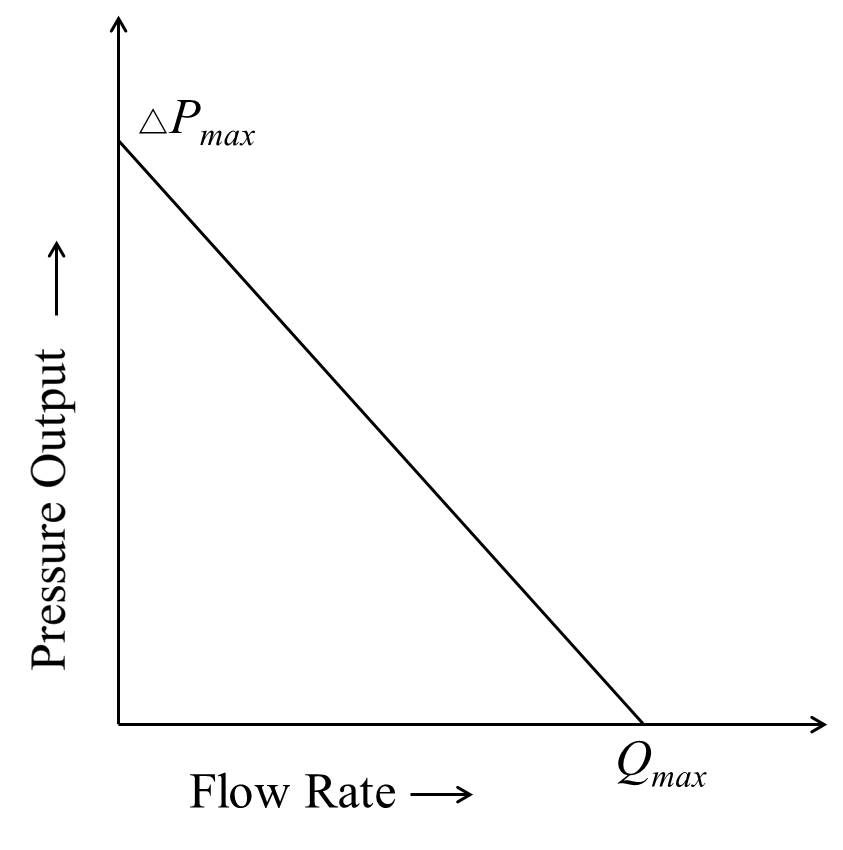 △Pmax
Pressure Output
Qmax
Flow Rate